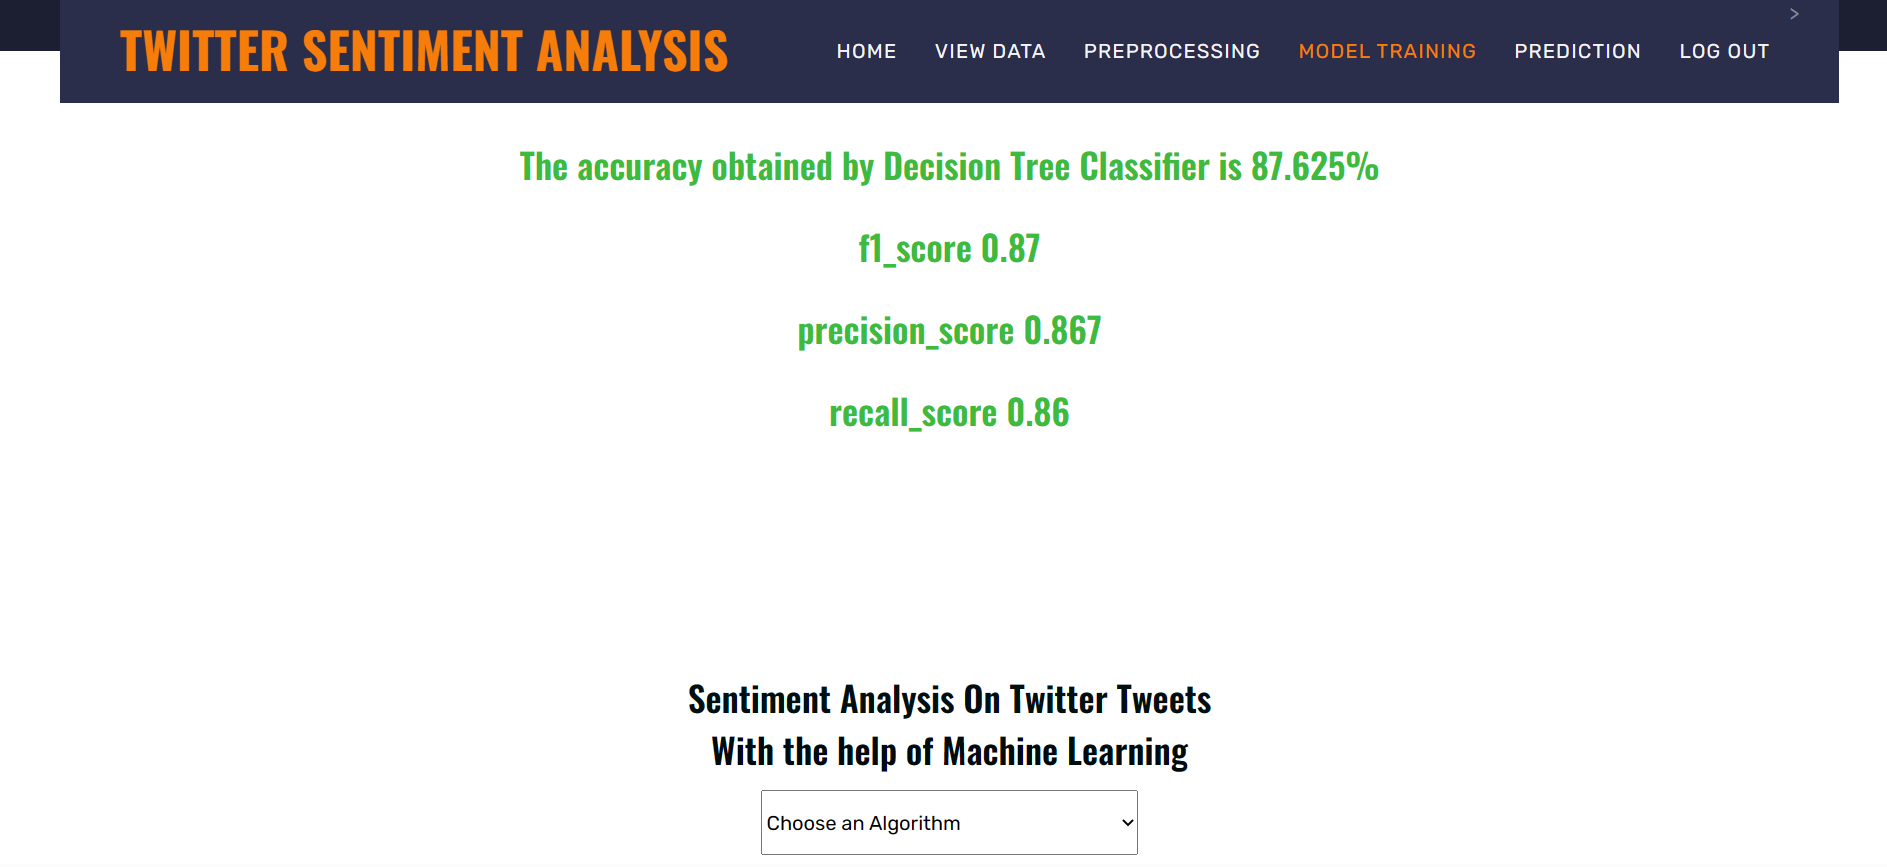 >
TWITTER SENTIMENT ANALYSIS HOME VIEW DATA PREPROCESSING MODEL TRAINING PREDICTION LOG OUT
The accuracy obtained by Decision Tree Classifier is 87.625%
f1_score 0.87
precision_score 0.867
recall_score 0.86
Sentiment Analysis On Twitter Tweets
With the help of Machine Learning
Choose an Algorithm